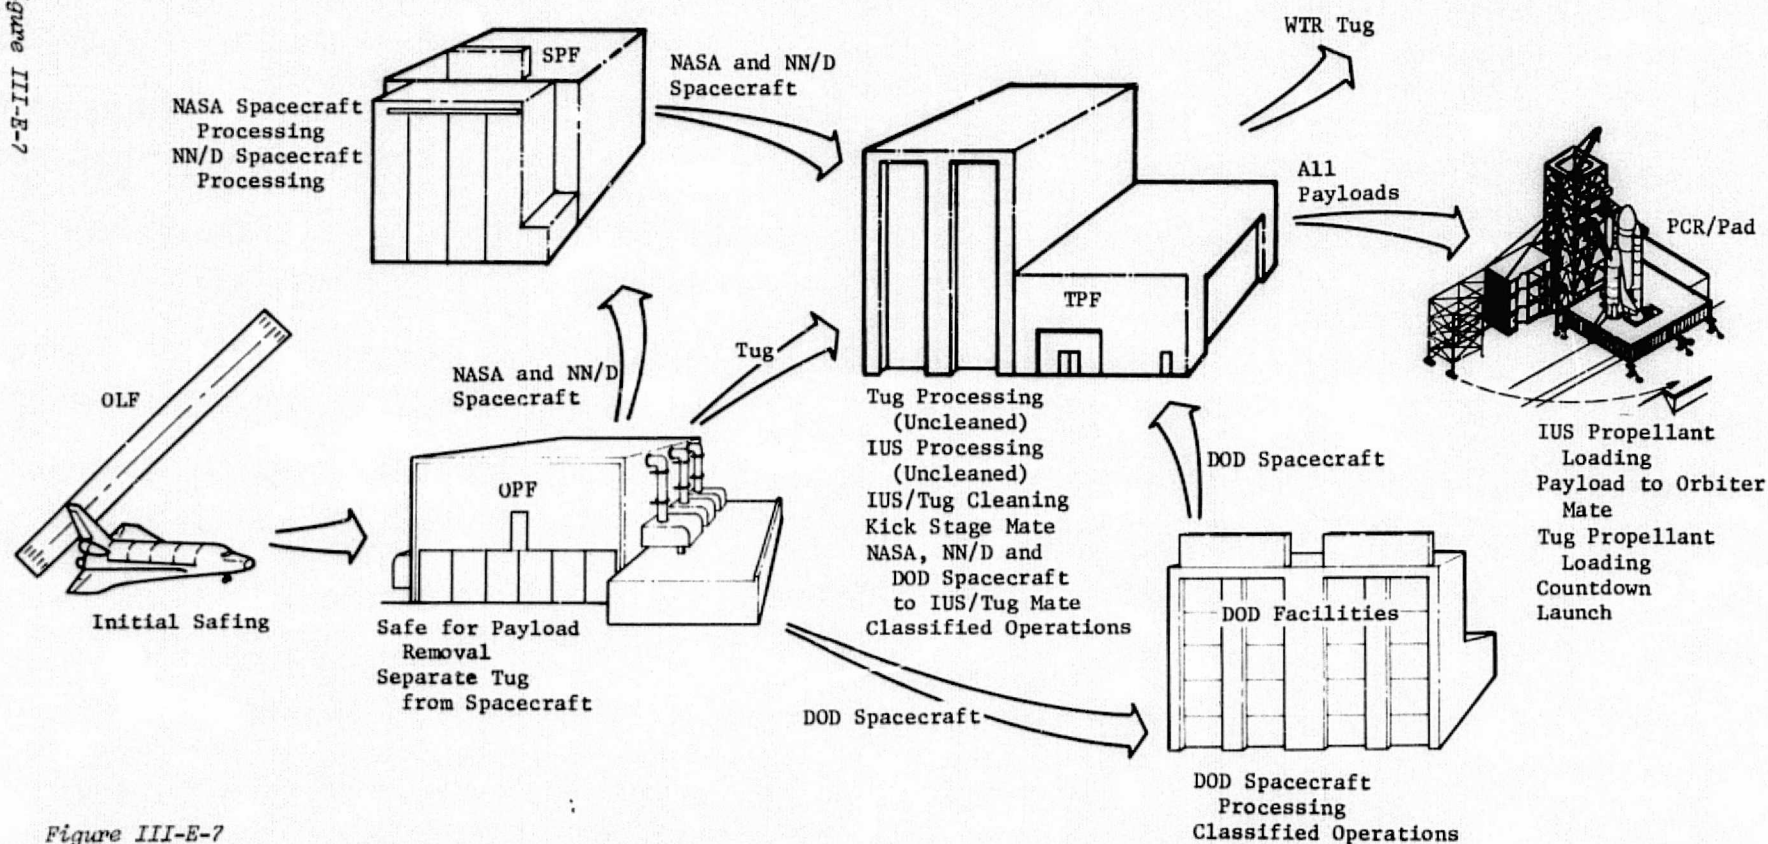 gure III-E-7
SPF
NASA and NN/D
Spacecraft
WTR Tug
NASA Spacecraft
Processing
NN/D Spacecraft
Processing
All
Payloads
PCR/Pad
TPF
Tug
NASA and NN/D
Spacecraft
OLF
OPF
Initial Safing
Safe for Payload
Removal
Separate Tug
from Spacecraft
Tug Processing
(Uncleaned)
IUS Processing
(Uncleaned)
IUS/Tug Cleaning
Kick Stage Mate
NASA, NN/D and
DOD Spacecraft
to IUS/Tug Mate
Classified Operations
DOD Spacecraft
DOD Facilities
IUS Propellant
Loading
Payload to Orbiter
Mate
Tug Propellant
Loading
Countdown
Launch
DOD Spacecraft
DOD Spacecraft
Processing
Classified Operations
Figure III-E-7